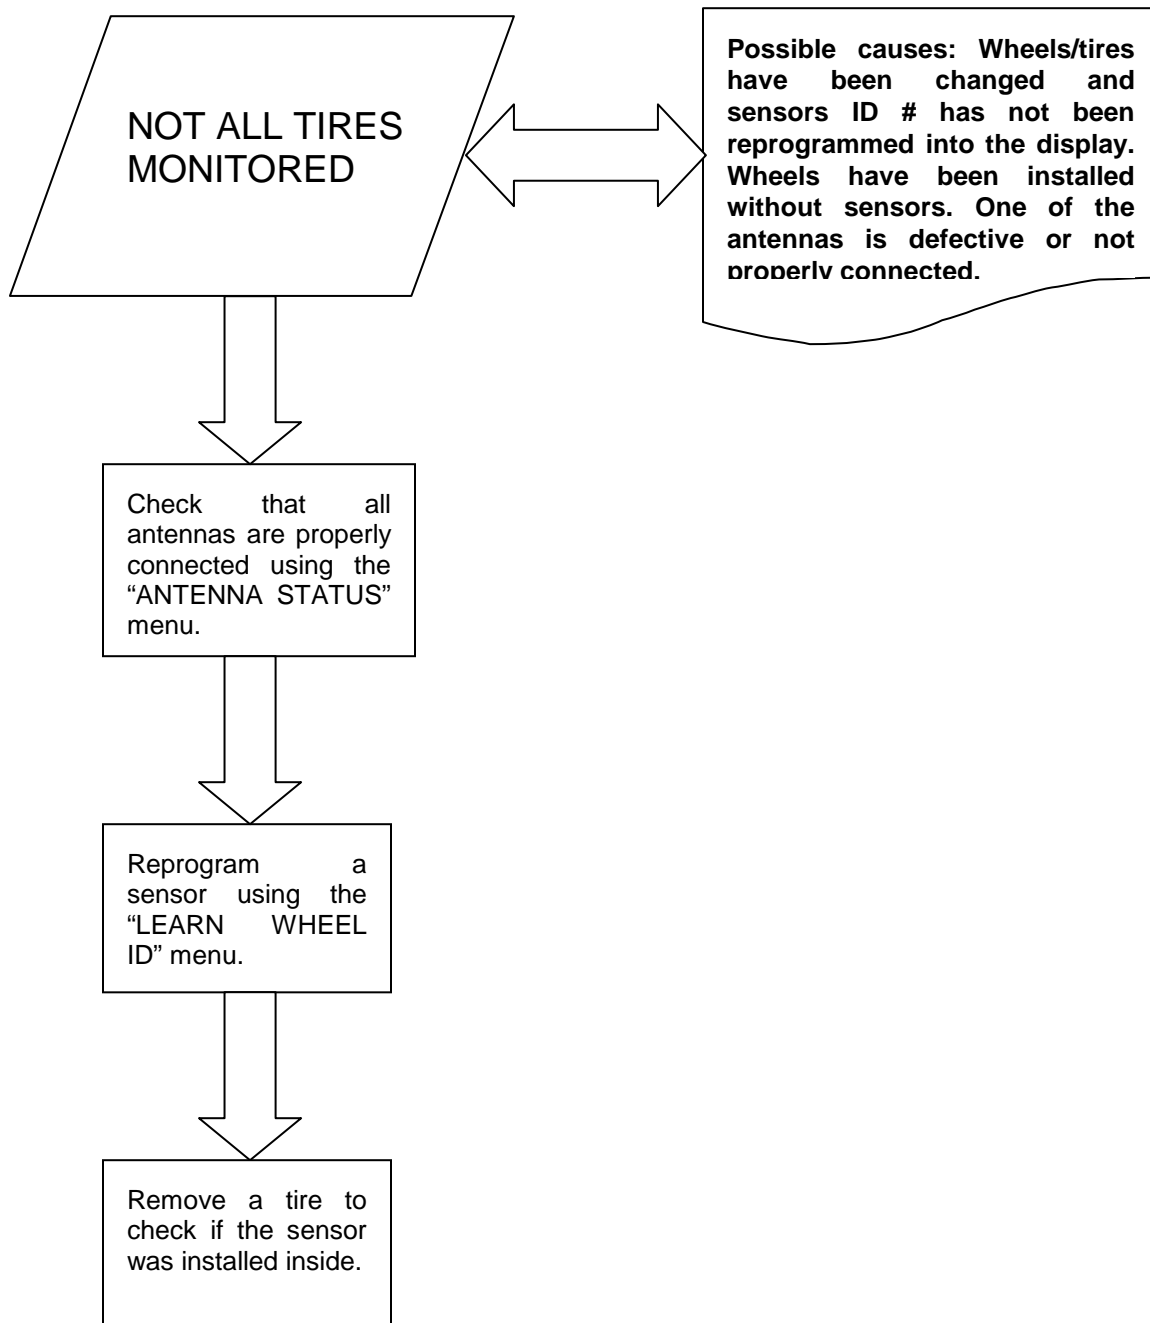 NOT ALL TIRES
MONITORED
Possible causes: Wheels/tires
have been changed and
sensors ID # has not been
reprogrammed into the display.
Wheels have been installed
without sensors. One of the
antennas is defective or not
properly connected.
Check that all
antennas are properly
connected using the
“ANTENNA STATUS”
menu.
Reprogram a
sensor using the
“LEARN WHEEL
ID” menu.
Remove a tire to
check if the sensor
was installed inside.